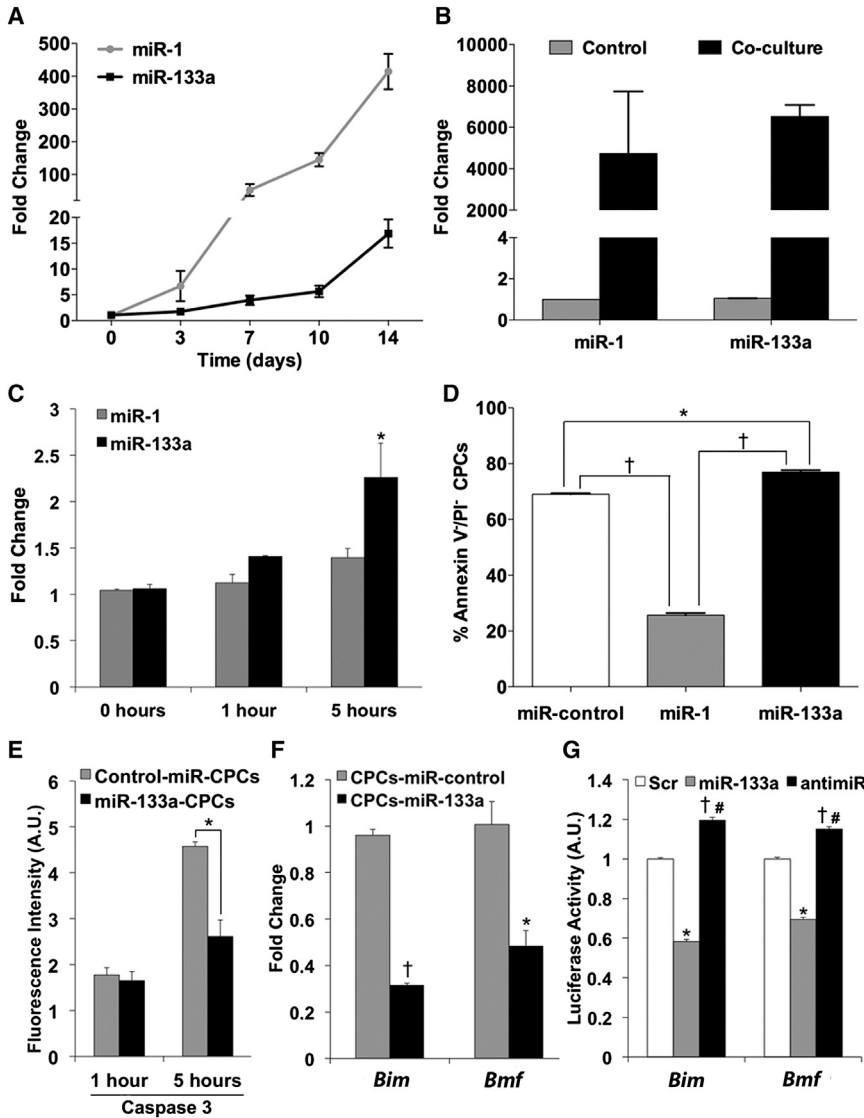 A
miR-1
miR-133a
500
400
300
200
100
20
15
10
5
0
Fold Change
0 3 7 10 14
Time (days)
B
Control Co-culture
10000
8000
6000
4000
2000
4
2
0
Fold Change
miR-1 miR-133a
C
miR-1
miR-133a
3
2.5
2
1.5
1
0.5
0
Fold Change
*
0 hours 1 hour 5 hours
D
100
80
60
40
20
0
% Annexin V-/PI- CPCs
*
† †
miR-control miR-1 miR-133a
E
Control-miR-CPCs
miR-133a-CPCs
6
5
4
3
2
1
0
Fluorescence Intensity (A.U.)
*
1 hour 5 hours
Caspase 3
F
CPCs-miR-control
CPCs-miR-133a
1.2
1
0.8
0.6
0.4
0.2
0
Fold Change
† *
Bim Bmf
G
Scr miR-133a antimiR
1.4
1.2
1
0.8
0.6
0.4
0.2
0
Luciferase Activity (A.U.)
* †# * †#
Bim Bmf